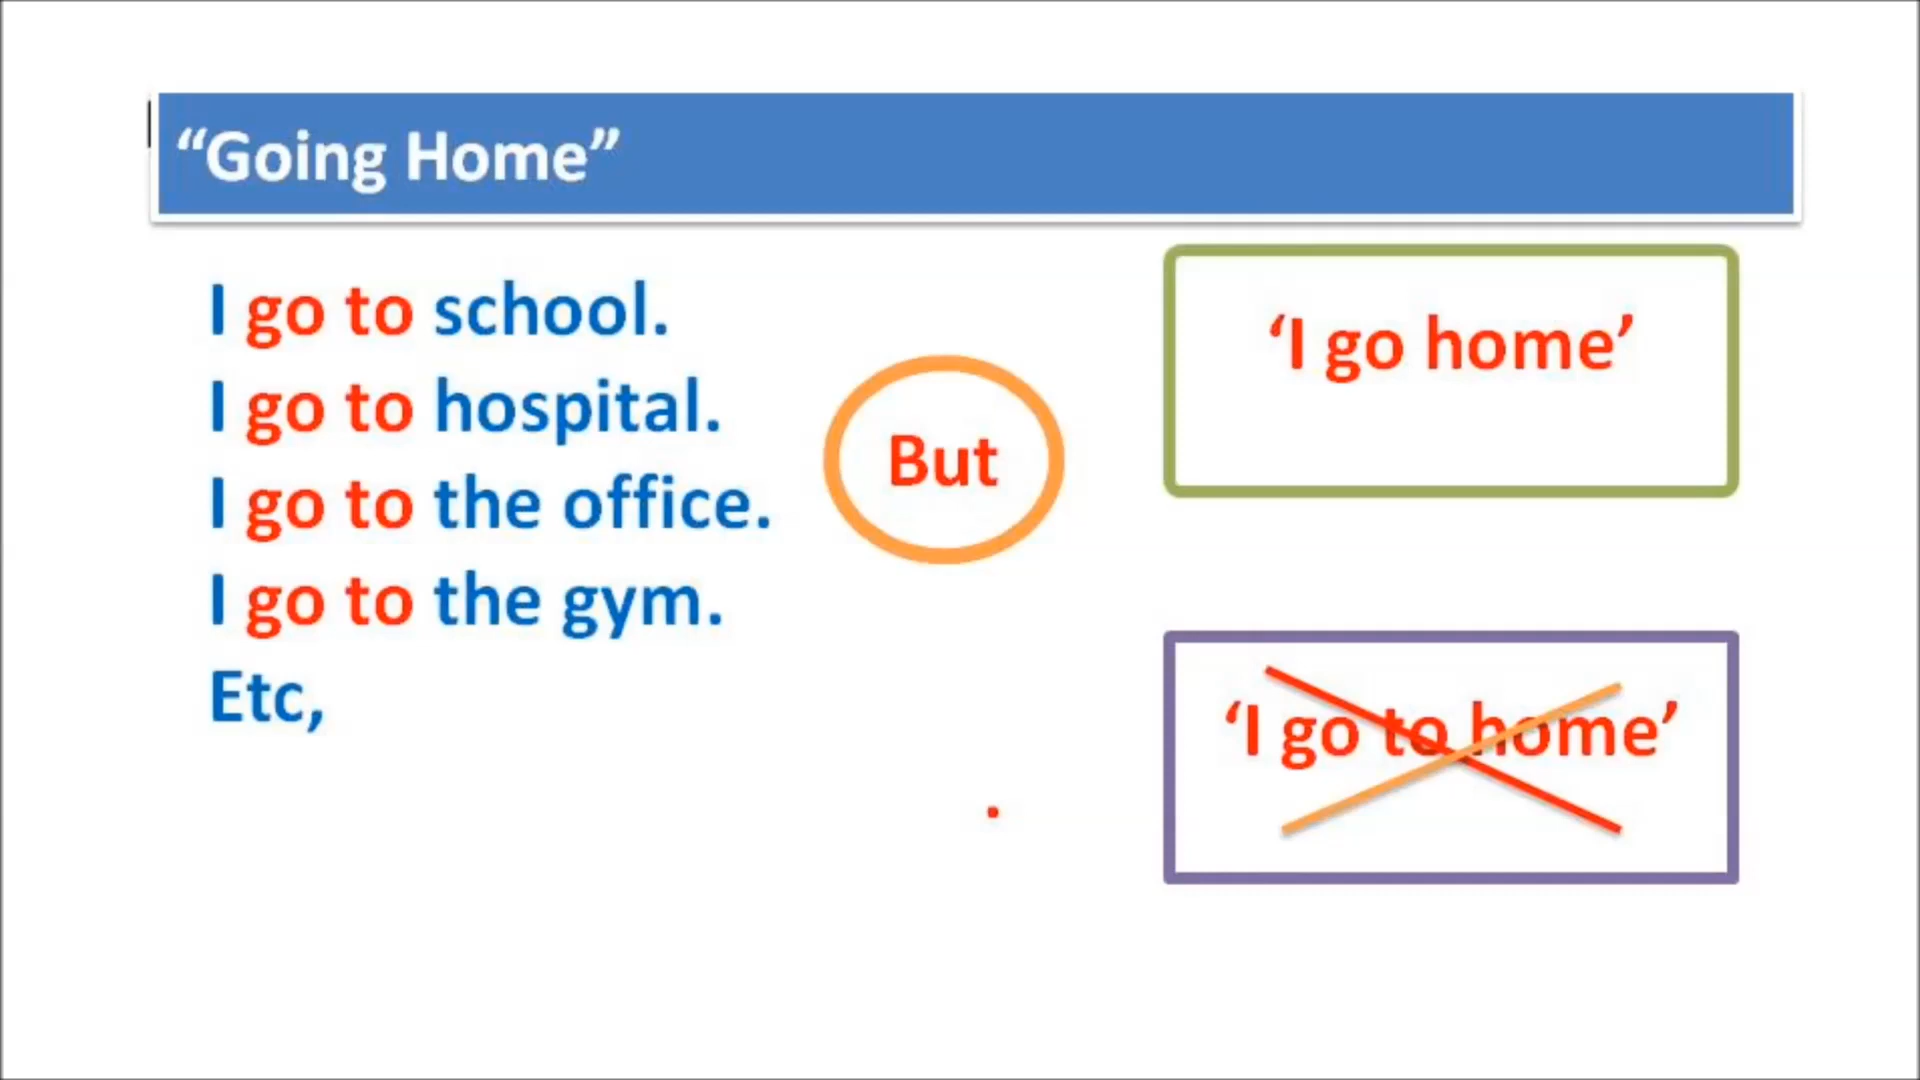 “Going Home”
I go to school.
I go to hospital.
I go to the office.
I go to the gym.
Etc,
But
‘I go home’
‘I go to home’